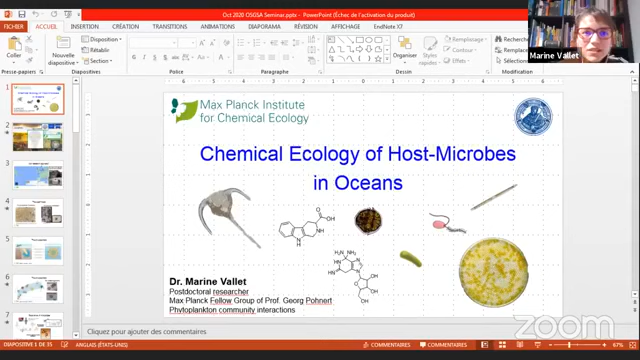 Oct 2020 OSGSA Seminar.pptx - PowerPoint (Échec de l'activation du produit)
FICHIER ACCUEIL INSERTION CRÉATION TRANSITIONS ANIMATIONS DIAPORAMA RÉVISION AFFICHAGE EndNote X7
Coller
Nouvelle diapositive
Disposition
Rétablir
Section
Organiser
Styles rapides
Remplissage
Contour
Effets
Rechercher
Remplacer
Sélectionner
Presse-papiers Diapositives Police Paragraphe Dessin Modification
Marine Vallet
Max Planck Institute
for Chemical Ecology
Chemical Ecology of Host-Microbes
in Oceans
Dr. Marine Vallet
Postdoctoral researcher
Max Planck Fellow Group of Prof. Georg Pohnert
Phytoplankton community interactions
Cliquez pour ajouter des commentaires
zoom
DIAPOSITIVE 1 DE 35 ANGLAIS (ÉTATS-UNIS) COMMENTAIRES COMMENTAIRES 67%